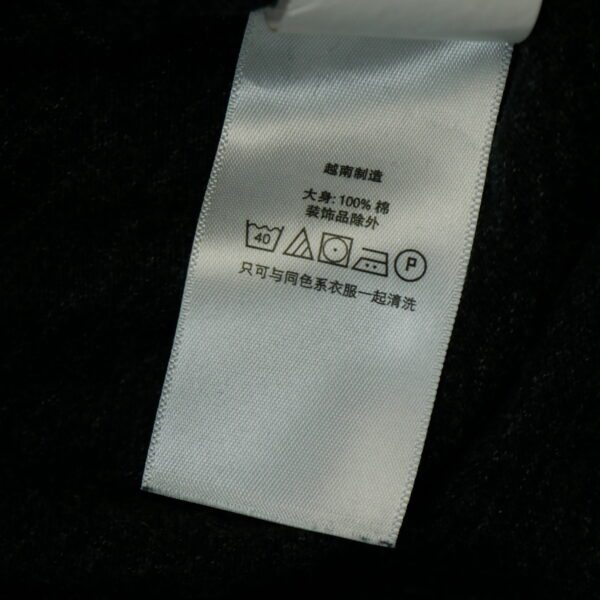 越南制造
大身: 100% 棉
装饰品除外
40 P
只可与同色系衣服一起清洗